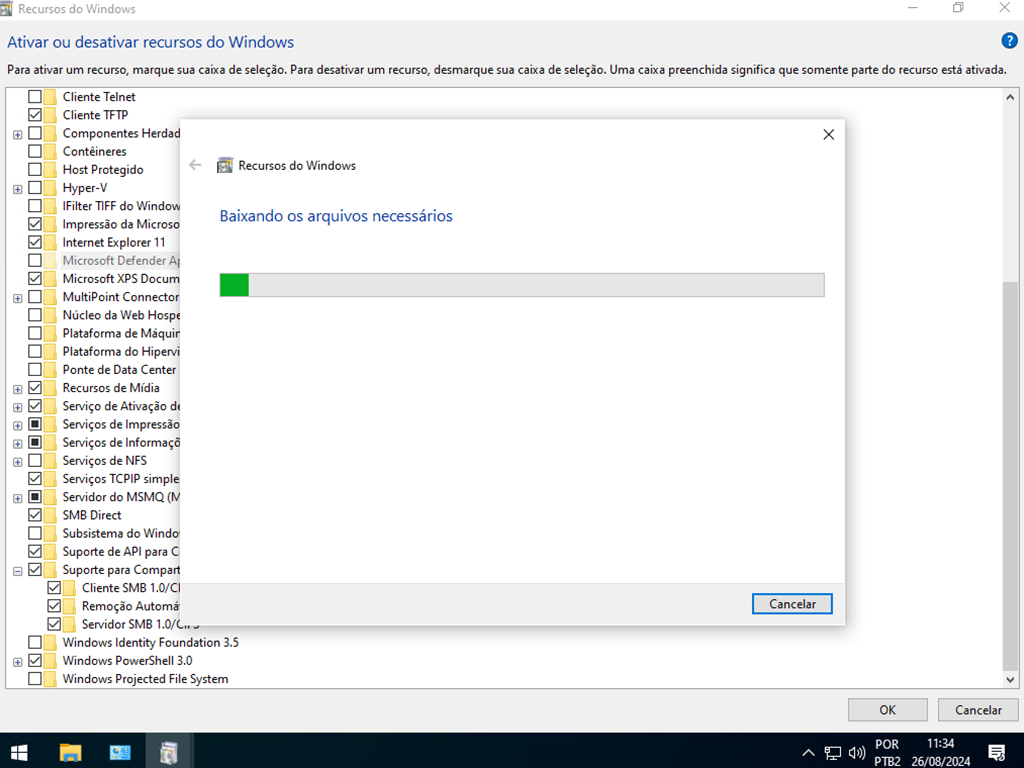 Recursos do Windows
Ativar ou desativar recursos do Windows
?
Para ativar um recurso, marque sua caixa de seleção. Para desativar um recurso, desmarque sua caixa de seleção. Uma caixa preenchida significa que somente parte do recurso está ativada.
Cliente Telnet
Cliente TFTP
Componentes Herdad
Contêineres
Host Protegido
Hyper-V
IFilter TIFF do Window
Impressão da Microso
Internet Explorer 11
Microsoft Defender Ap
Microsoft XPS Docum
MultiPoint Connector
Núcleo da Web Hospe
Plataforma de Máquin
Plataforma do Hipervi
Ponte de Data Center
Recursos de Mídia
Serviço de Ativação de
Serviços de Impressão
Serviços de Informaçõ
Serviços de NFS
Serviços TCPIP simple
Servidor do MSMQ (M
SMB Direct
Subsistema do Windo
Suporte de API para C
Suporte para Compart
Cliente SMB 1.0/CI
Remoção Automá
Servidor SMB 1.0/CIFS
Windows Identity Foundation 3.5
Windows PowerShell 3.0
Windows Projected File System
Recursos do Windows
Baixando os arquivos necessários
Cancelar
OK
Cancelar
POR
PTB2
11:34
26/08/2024